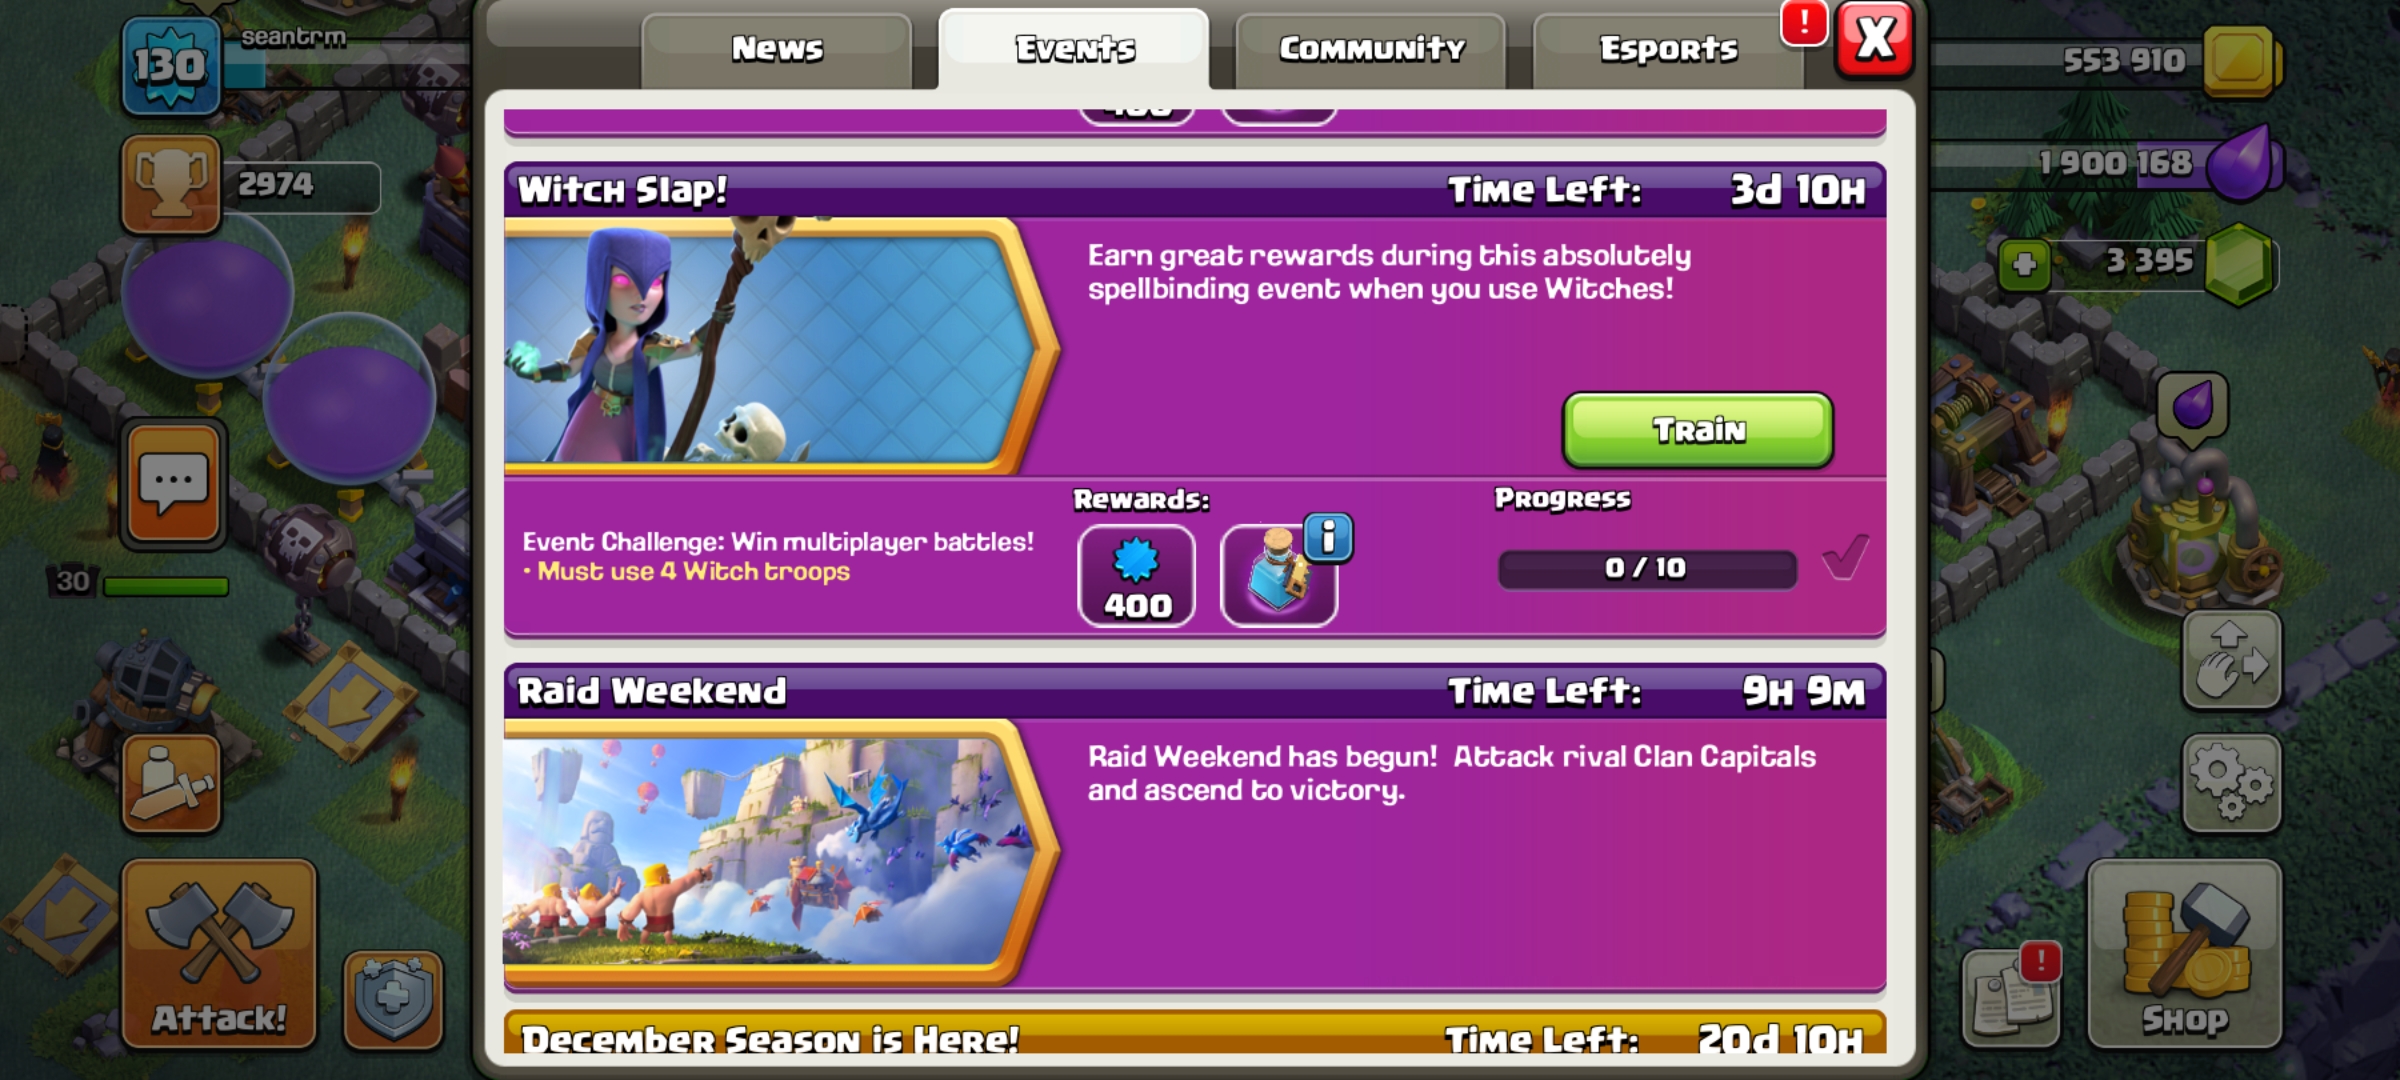 130
seantrm
2974
30
Attack!
News
Events
Community
Esports
!
X
400
Witch Slap!
Time Left:
3d 10H
Earn great rewards during this absolutely
spellbinding event when you use Witches!
Train
Event Challenge: Win multiplayer battles!
• Must use 4 Witch troops
Rewards:
400
i
Progress
0 / 10
Raid Weekend
Time Left:
9H 9M
Raid Weekend has begun! Attack rival Clan Capitals
and ascend to victory.
December Season is Here!
Time Left:
20d 10H
553 910
1 900 168
3 395
!
Shop